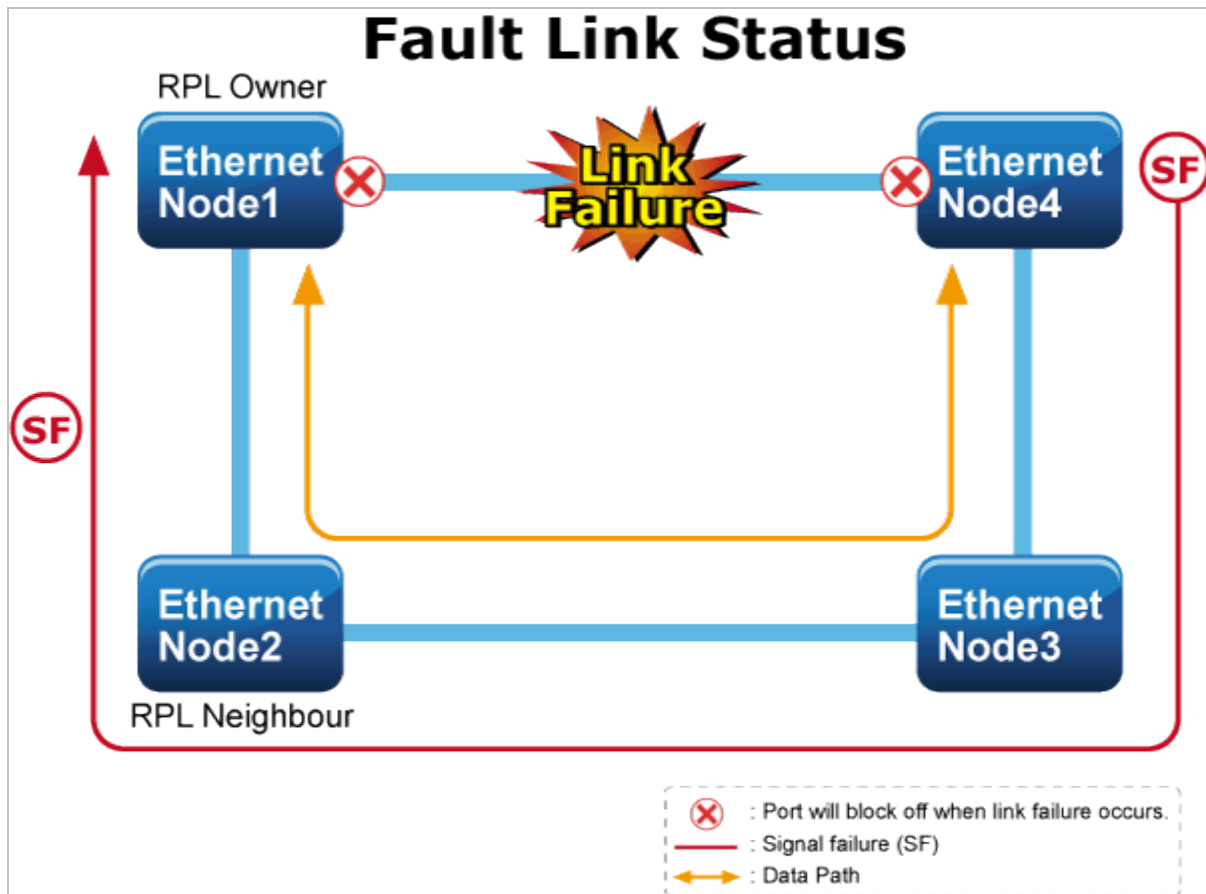 Fault Link Status
RPL Owner
Ethernet
Node1
Link
Failure
Ethernet
Node4
SF
SF
Ethernet
Node2
Ethernet
Node3
RPL Neighbour
: Port will block off when link failure occurs.
: Signal failure (SF)
: Data Path